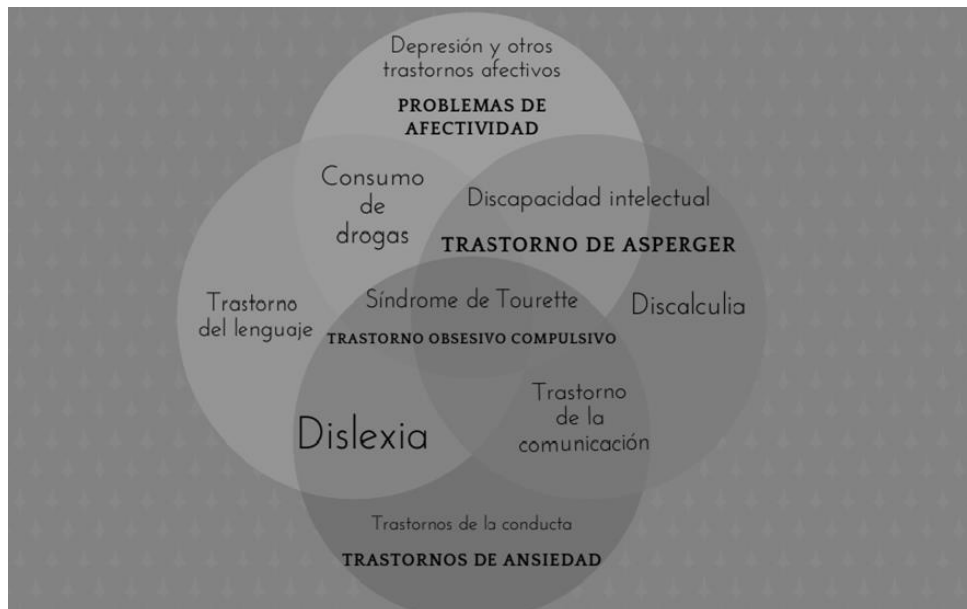 Depresión y otros
trastornos afectivos
PROBLEMAS DE
AFECTIVIDAD
Consumo
de
drogas
Discapacidad intelectual
TRASTORNO DE ASPERGER
Trastorno
del lenguaje
Síndrome de Tourette
TRASTORNO OBSESIVO COMPULSIVO
Discalculia
Dislexia
Trastorno
de la
comunicación
Trastornos de la conducta
TRASTORNOS DE ANSIEDAD